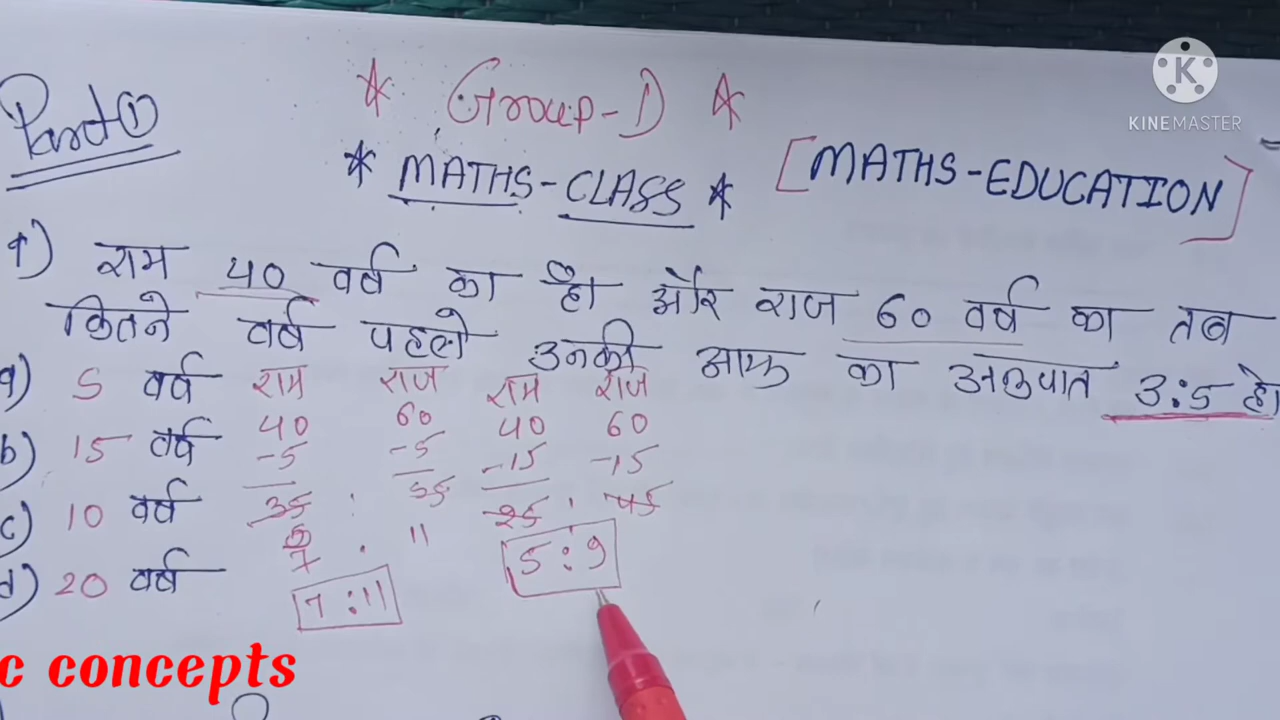 Part ①
* Group-D *
KINEMASTER
* MATHS-CLASS *
[MATHS-EDUCATION]
राम 40 वर्ष का है। और राज 60 वर्ष का तब
कितने वर्ष पहले उनकी आयु का अनुपात 3:5 है।
a) 5 वर्ष
b) 15 वर्ष
c) 10 वर्ष
d) 20 वर्ष
राम राज
40 60
-5 -5
35 : 55
7 : 11
7 : 11
राम राज
40 60
-15 -15
25 : 45
5 : 9
c concepts